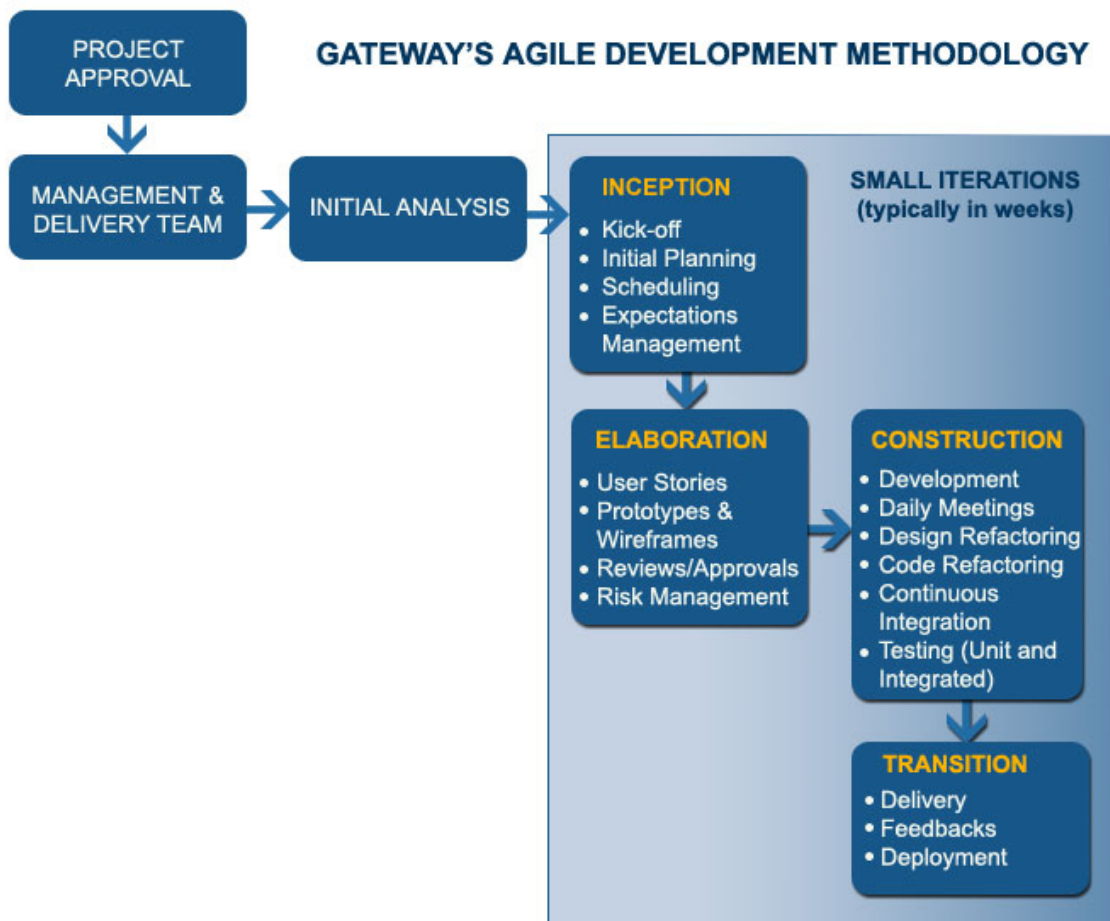 PROJECT
APPROVAL
GATEWAY'S AGILE DEVELOPMENT METHODOLOGY
MANAGEMENT &
DELIVERY TEAM
INITIAL ANALYSIS
INCEPTION
• Kick-off
• Initial Planning
• Scheduling
• Expectations
Management
SMALL ITERATIONS
(typically in weeks)
ELABORATION
• User Stories
• Prototypes &
Wireframes
• Reviews/Approvals
• Risk Management
CONSTRUCTION
• Development
• Daily Meetings
• Design Refactoring
• Code Refactoring
• Continuous
Integration
• Testing (Unit and
Integrated)
TRANSITION
• Delivery
• Feedbacks
• Deployment